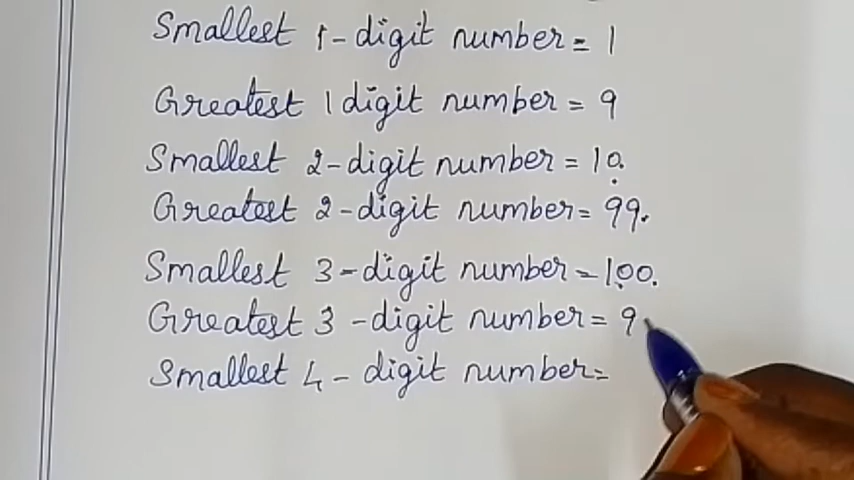 Smallest 1-digit number = 1
Greatest 1 digit number = 9
Smallest 2-digit number = 10.
Greatest 2-digit number = 99.
Smallest 3-digit number = 100.
Greatest 3-digit number = 9
Smallest 4-digit number =